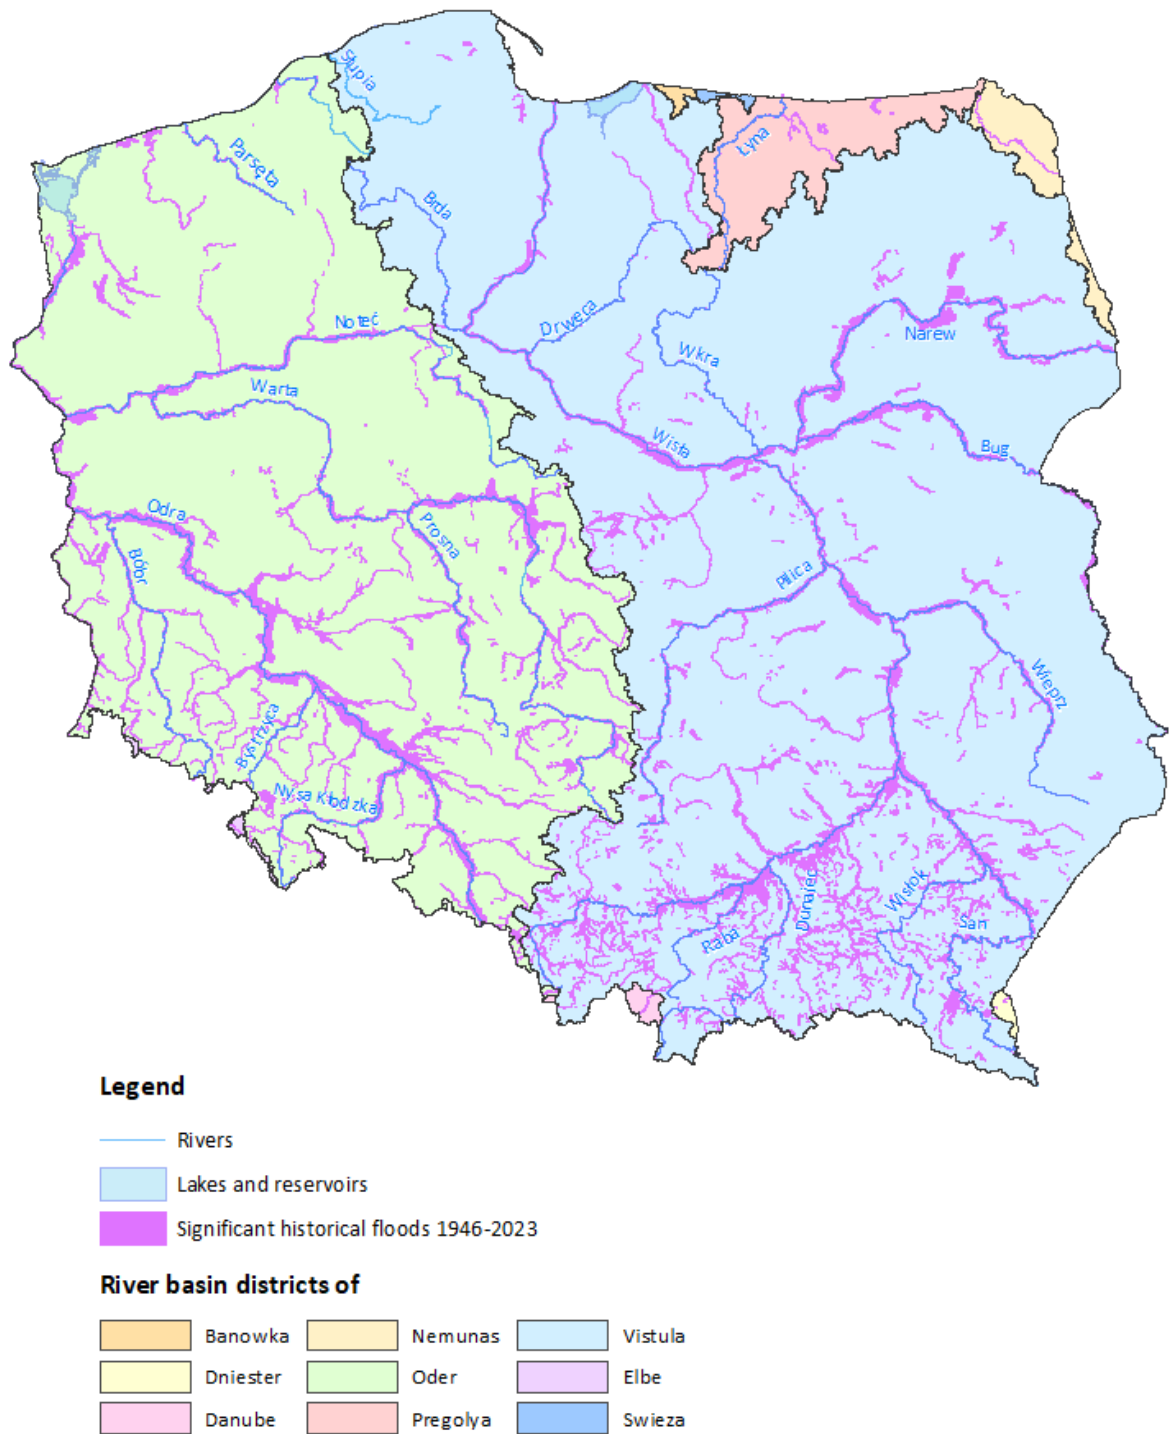 Słupia
Parsęta
Łyna
Brda
Noteć
Drwęca
Narew
Wkra
Warta
Wisła
Bug
Odra
Prosna
Bóbr
Pilica
Wieprz
Bystrzyca
Nysa Kłodzka
Dunajec
Wisłok
Raba
San
Legend
Rivers
Lakes and reservoirs
Significant historical floods 1946-2023
River basin districts of
Banowka Nemunas Vistula
Dniester Oder Elbe
Danube Pregolya Swieza